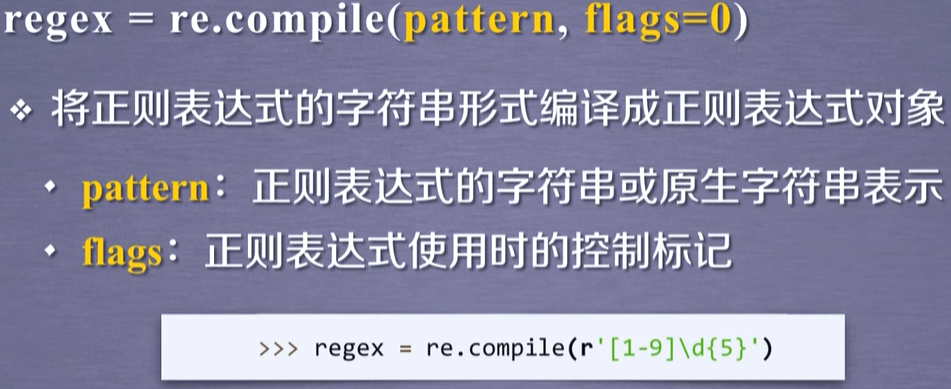 regex = re.compile(pattern, flags=0)
❖ 将正则表达式的字符串形式编译成正则表达式对象
• pattern：正则表达式的字符串或原生字符串表示
• flags：正则表达式使用时的控制标记
>>> regex = re.compile(r'[1-9]\d{5}')